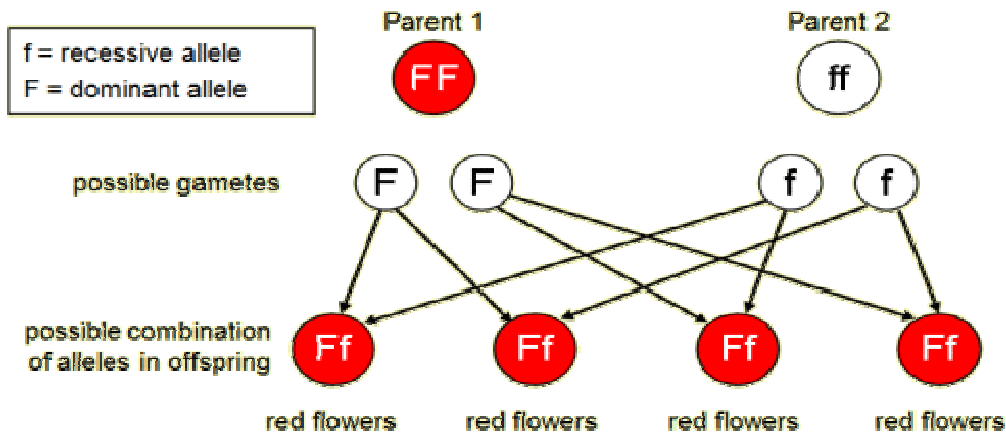 Parent 1
Parent 2
f = recessive allele
F = dominant allele
FF
ff
possible gametes
F
F
f
f
possible combination
of alleles in offspring
Ff
Ff
Ff
Ff
red flowers
red flowers
red flowers
red flowers